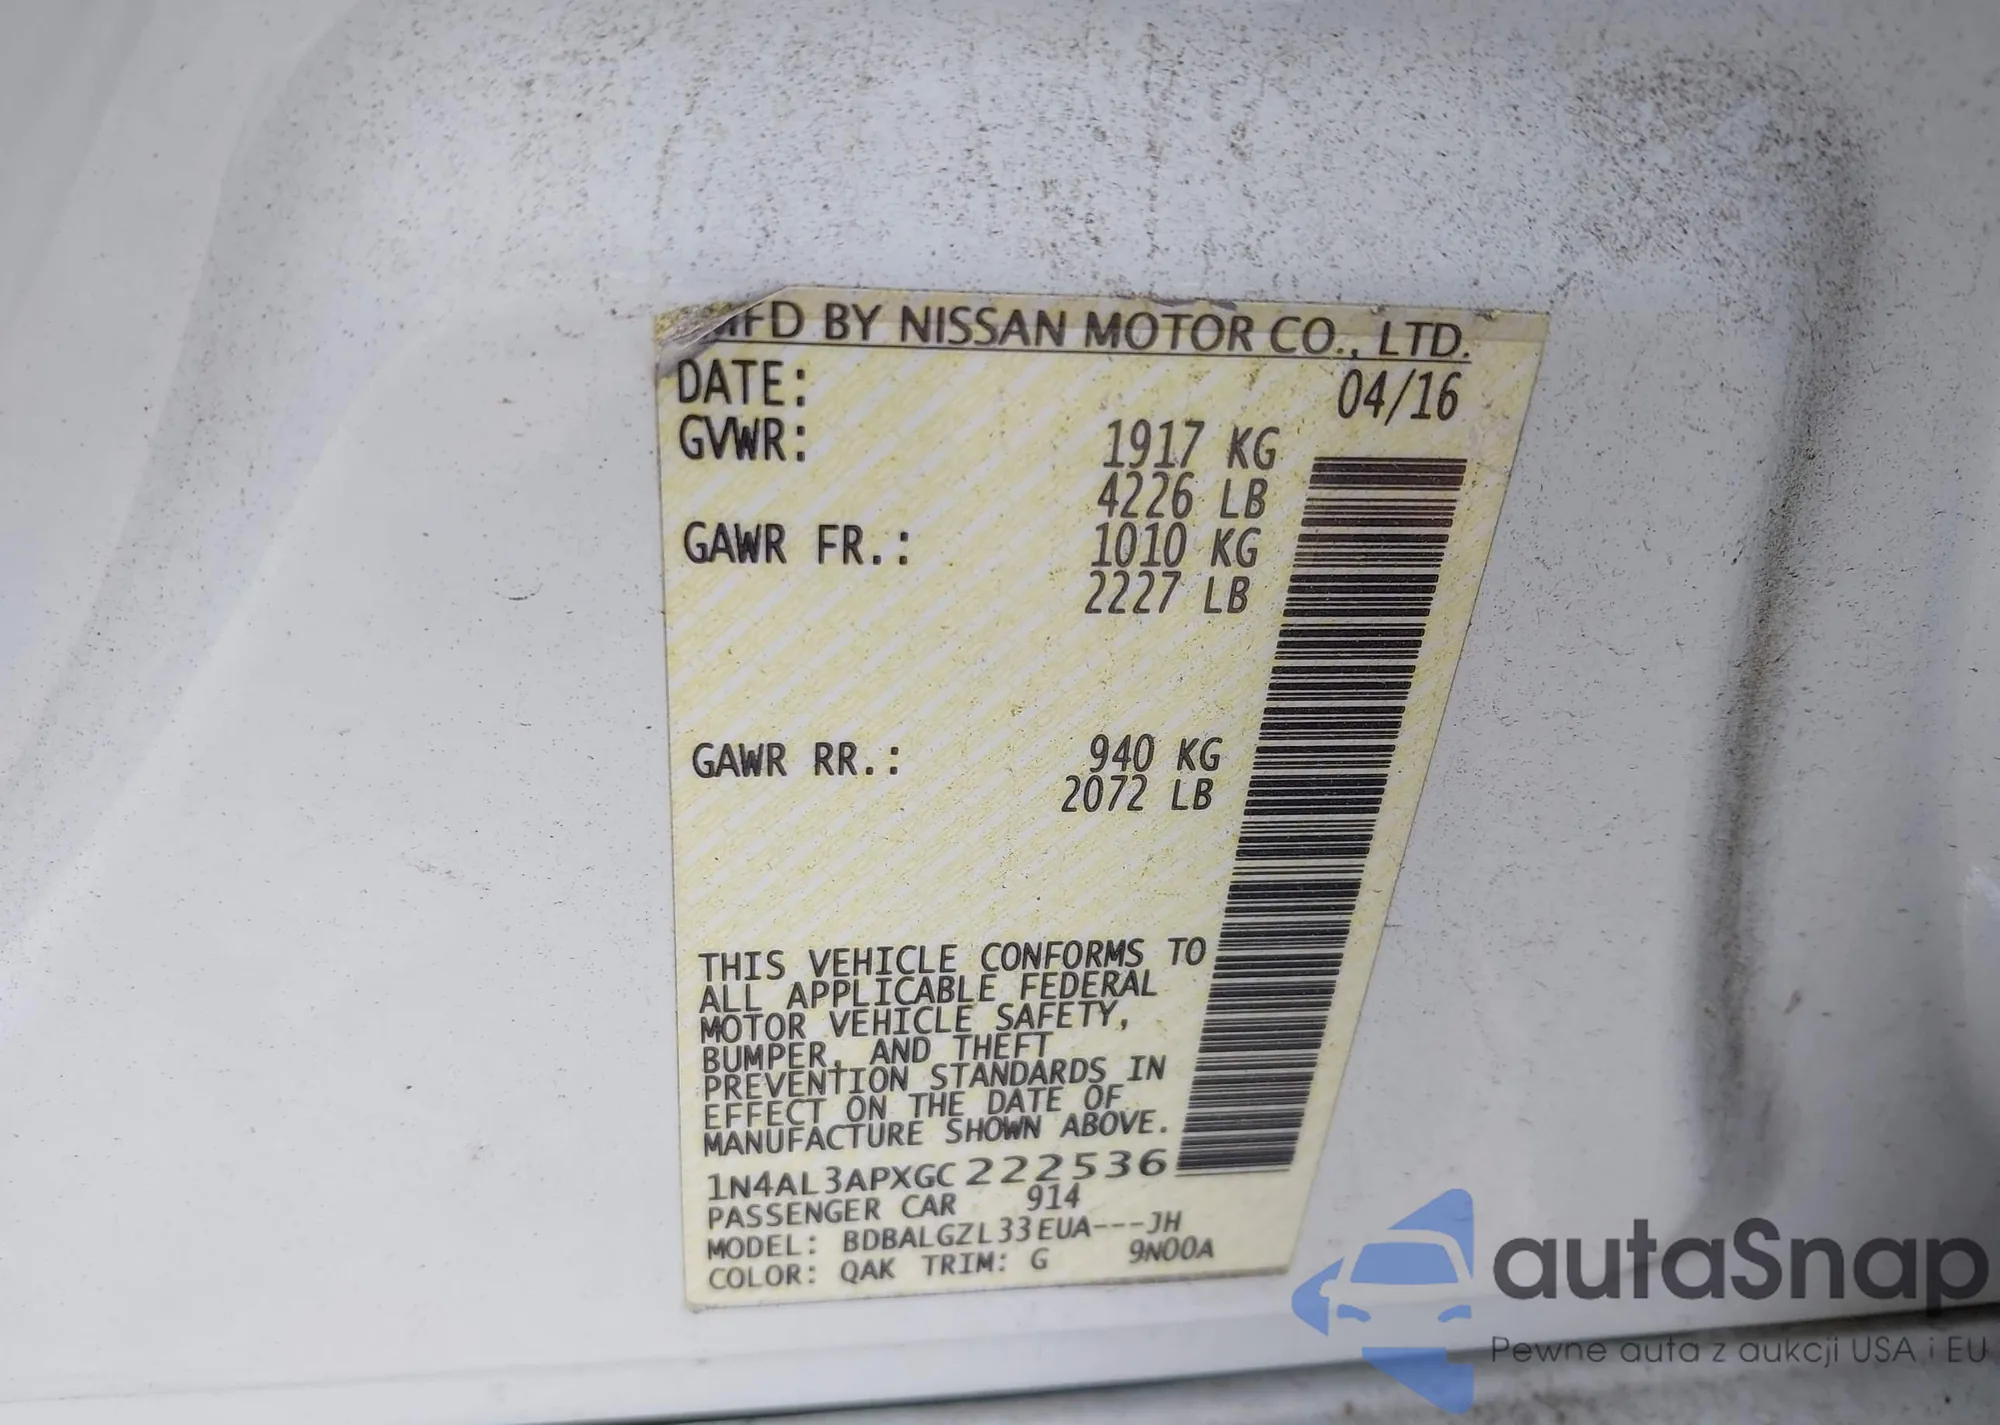 MFD BY NISSAN MOTOR CO., LTD.
DATE: 04/16
GVWR: 1917 KG
4226 LB
GAWR FR.: 1010 KG
2227 LB
GAWR RR.: 940 KG
2072 LB
THIS VEHICLE CONFORMS TO
ALL APPLICABLE FEDERAL
MOTOR VEHICLE SAFETY,
BUMPER, AND THEFT
PREVENTION STANDARDS IN
EFFECT ON THE DATE OF
MANUFACTURE SHOWN ABOVE.
1N4AL3APXGC222536
PASSENGER CAR 914
MODEL: BDBALGZL33EUA---JH
COLOR: QAK TRIM: G 9N00A
autaSnap
Pewne auta z aukcji USA i EU